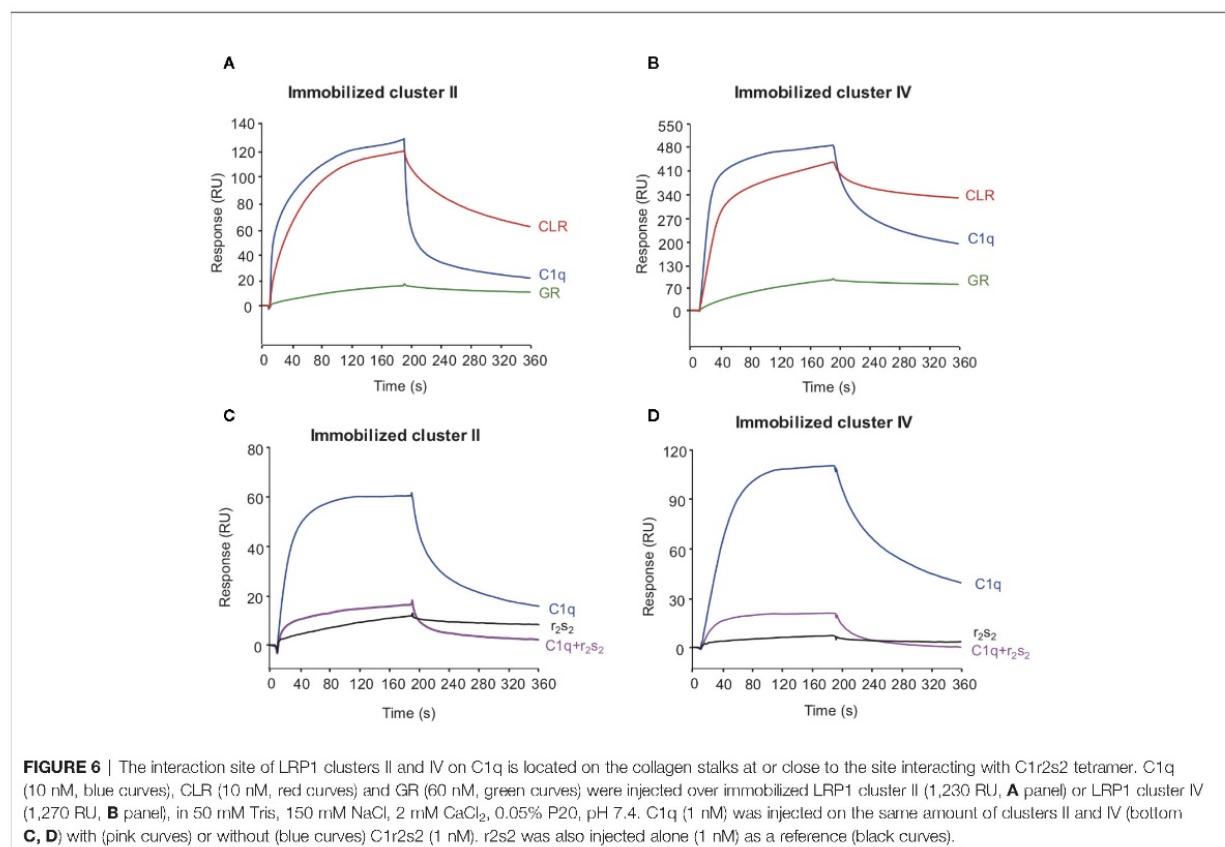 A
Immobilized cluster II
Response (RU)
140
120
100
80
60
40
20
0
CLR
C1q
GR
0 40 80 120 160 200 240 280 320 360
Time (s)
B
Immobilized cluster IV
Response (RU)
550
480
410
340
270
200
130
70
0
CLR
C1q
GR
0 40 80 120 160 200 240 280 320 360
Time (s)
C
Immobilized cluster II
Response (RU)
80
60
40
20
0
C1q
r₂s₂
C1q+r₂s₂
0 40 80 120 160 200 240 280 320 360
Time (s)
D
Immobilized cluster IV
Response (RU)
120
90
60
30
0
C1q
r₂s₂
C1q+r₂s₂
0 40 80 120 160 200 240 280 320 360
Time (s)
FIGURE 6 | The interaction site of LRP1 clusters II and IV on C1q is located on the collagen stalks at or close to the site interacting with C1r2s2 tetramer. C1q
(10 nM, blue curves), CLR (10 nM, red curves) and GR (60 nM, green curves) were injected over immobilized LRP1 cluster II (1,230 RU, A panel) or LRP1 cluster IV
(1,270 RU, B panel), in 50 mM Tris, 150 mM NaCl, 2 mM CaCl₂, 0.05% P20, pH 7.4. C1q (1 nM) was injected on the same amount of clusters II and IV (bottom
C, D) with (pink curves) or without (blue curves) C1r2s2 (1 nM). r2s2 was also injected alone (1 nM) as a reference (black curves).